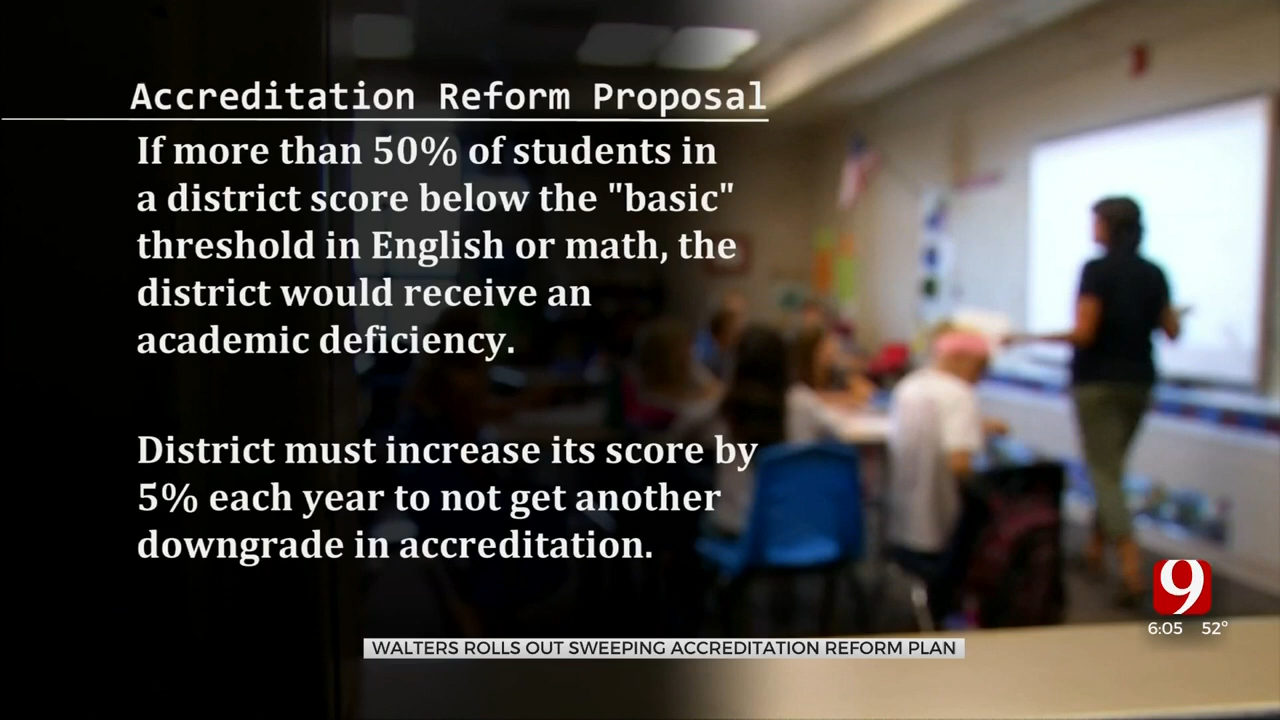 Accreditation Reform Proposal
If more than 50% of students in
a district score below the "basic"
threshold in English or math, the
district would receive an
academic deficiency.
District must increase its score by
5% each year to not get another
downgrade in accreditation.
9
6:05 52°
WALTERS ROLLS OUT SWEEPING ACCREDITATION REFORM PLAN